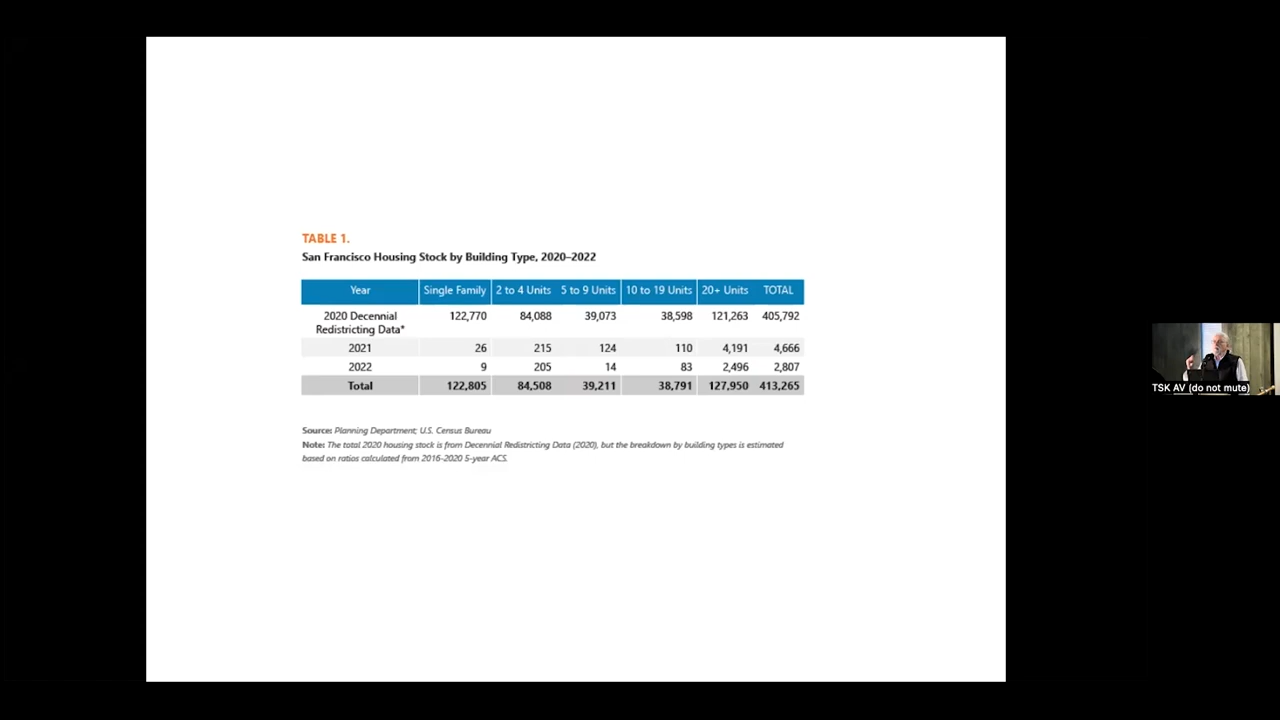 TABLE 1.
San Francisco Housing Stock by Building Type, 2020–2022
Year Single Family 2 to 4 Units 5 to 9 Units 10 to 19 Units 20+ Units TOTAL
2020 Decennial Redistricting Data* 122,770 84,088 39,073 38,598 121,263 405,792
2021 26 215 124 110 4,191 4,666
2022 9 205 14 83 2,496 2,807
Total 122,805 84,508 39,211 38,791 127,950 413,265
Source: Planning Department; U.S. Census Bureau
Note: The total 2020 housing stock is from Decennial Redistricting Data (2020), but the breakdown by building types is estimated
based on ratios calculated from 2016-2020 5-year ACS.
TSK AV (do not mute)